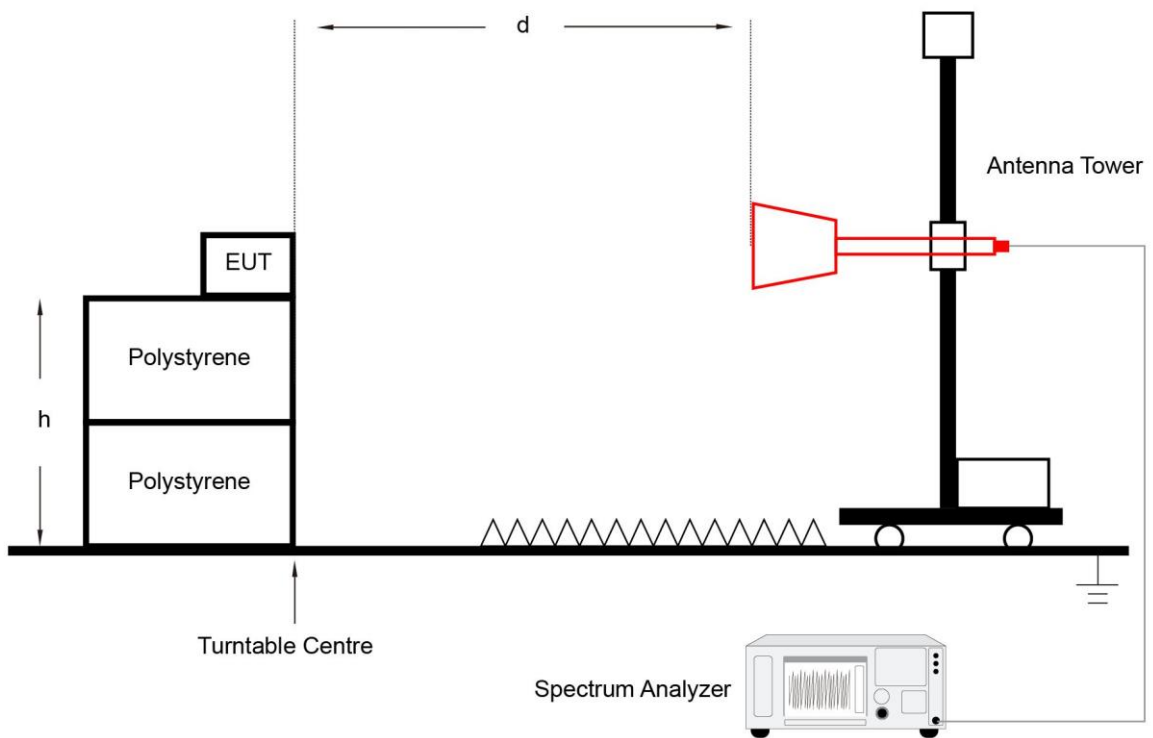 d
Antenna Tower
EUT
Polystyrene
h
Polystyrene
Turntable Centre
Spectrum Analyzer